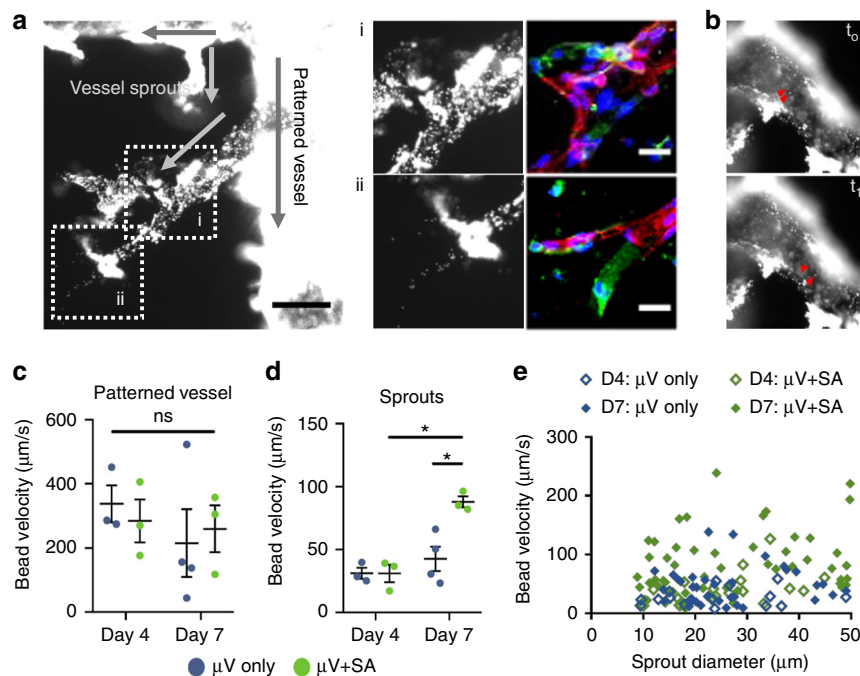 a
Vessel sprouts
Patterned vessel
i
ii
i
ii
b
t₀
t₁
c
Patterned vessel
ns
Bead velocity (μm/s)
600
400
200
0
Day 4
Day 7
d
Sprouts
*
*
Bead velocity (μm/s)
150
100
50
0
Day 4
Day 7
μV only
μV+SA
e
D4: μV only
D4: μV+SA
D7: μV only
D7: μV+SA
Bead velocity (μm/s)
300
200
100
0
0
10
20
30
40
50
Sprout diameter (μm)